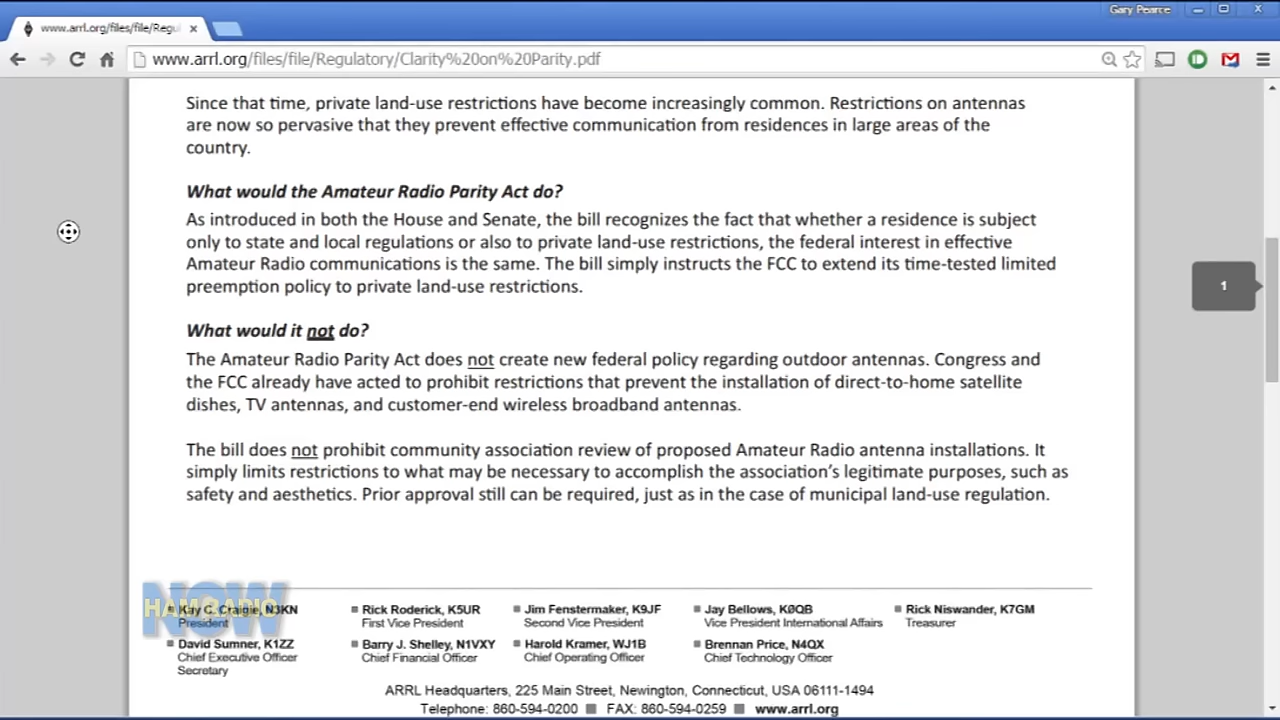 Gary Pearce
www.arrl.org/files/file/Regu
www.arrl.org/files/file/Regulatory/Clarity%20on%20Parity.pdf
Since that time, private land-use restrictions have become increasingly common. Restrictions on antennas
are now so pervasive that they prevent effective communication from residences in large areas of the
country.
What would the Amateur Radio Parity Act do?
As introduced in both the House and Senate, the bill recognizes the fact that whether a residence is subject
only to state and local regulations or also to private land-use restrictions, the federal interest in effective
Amateur Radio communications is the same. The bill simply instructs the FCC to extend its time-tested limited
preemption policy to private land-use restrictions.
1
What would it not do?
The Amateur Radio Parity Act does not create new federal policy regarding outdoor antennas. Congress and
the FCC already have acted to prohibit restrictions that prevent the installation of direct-to-home satellite
dishes, TV antennas, and customer-end wireless broadband antennas.
The bill does not prohibit community association review of proposed Amateur Radio antenna installations. It
simply limits restrictions to what may be necessary to accomplish the association's legitimate purposes, such as
safety and aesthetics. Prior approval still can be required, just as in the case of municipal land-use regulation.
HAM RADIO
NOW
Kay C. Craigie, N3KN
President
Rick Roderick, K5UR
First Vice President
Jim Fenstermaker, K9JF
Second Vice President
Jay Bellows, KØQB
Vice President International Affairs
Rick Niswander, K7GM
Treasurer
David Sumner, K1ZZ
Chief Executive Officer
Secretary
Barry J. Shelley, N1VXY
Chief Financial Officer
Harold Kramer, WJ1B
Chief Operating Officer
Brennan Price, N4QX
Chief Technology Officer
ARRL Headquarters, 225 Main Street, Newington, Connecticut, USA 06111-1494
Telephone: 860-594-0200 ■ FAX: 860-594-0259 ■ www.arrl.org